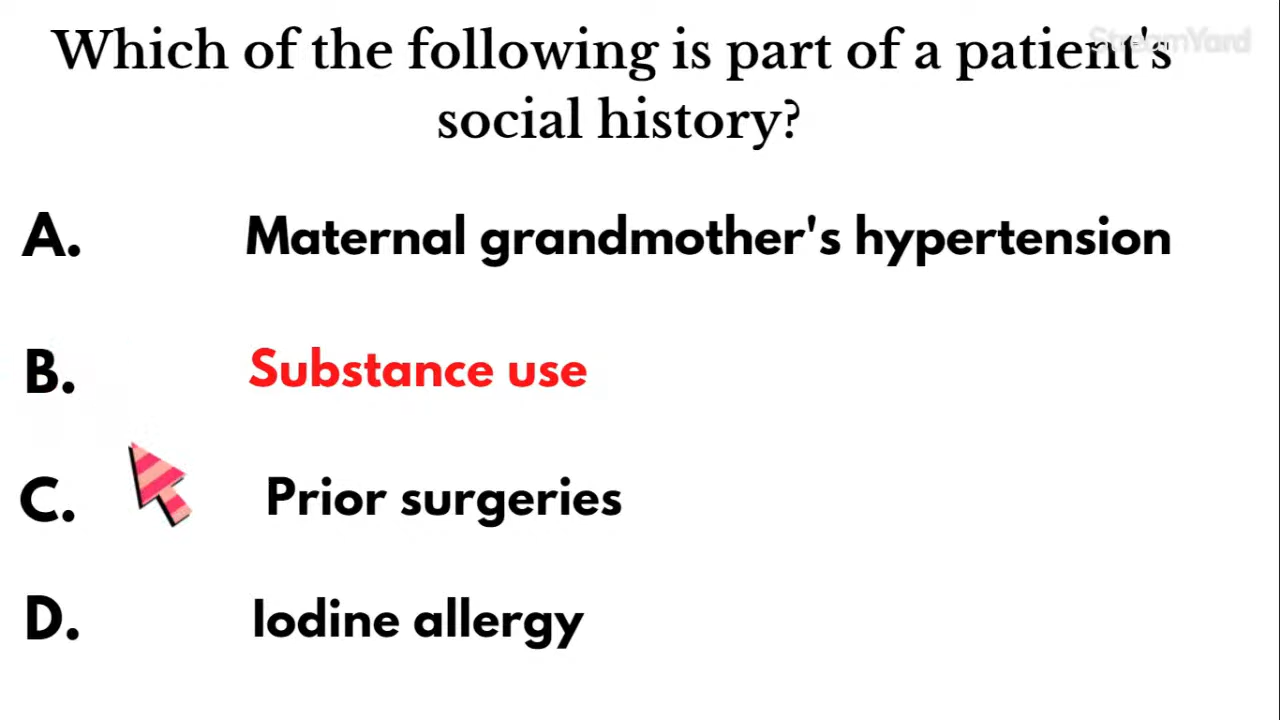 StreamYard
Which of the following is part of a patient's
social history?
A. Maternal grandmother's hypertension
B. Substance use
C. Prior surgeries
D. Iodine allergy